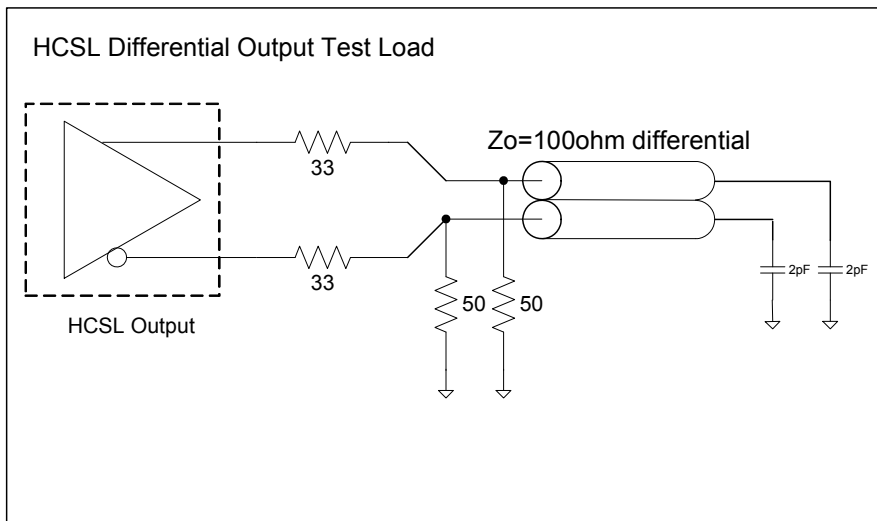 HCSL Differential Output Test Load
33
Zo=100ohm differential
33
HCSL Output
50
50
2pF
2pF